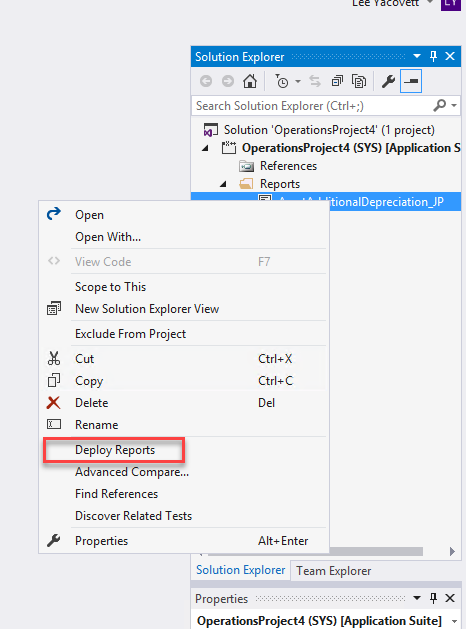 Lee Yacovett
LY
Solution Explorer
Search Solution Explorer (Ctrl+;)
Solution 'OperationsProject4' (1 project)
OperationsProject4 (SYS) [Application S
References
Reports
AssetAdditionalDepreciation_JP
Open
Open With...
View Code F7
Scope to This
New Solution Explorer View
Exclude From Project
Cut Ctrl+X
Copy Ctrl+C
Delete Del
Rename
Deploy Reports
Advanced Compare...
Find References
Discover Related Tests
Properties Alt+Enter
Solution Explorer Team Explorer
Properties
OperationsProject4 (SYS) [Application Suite]